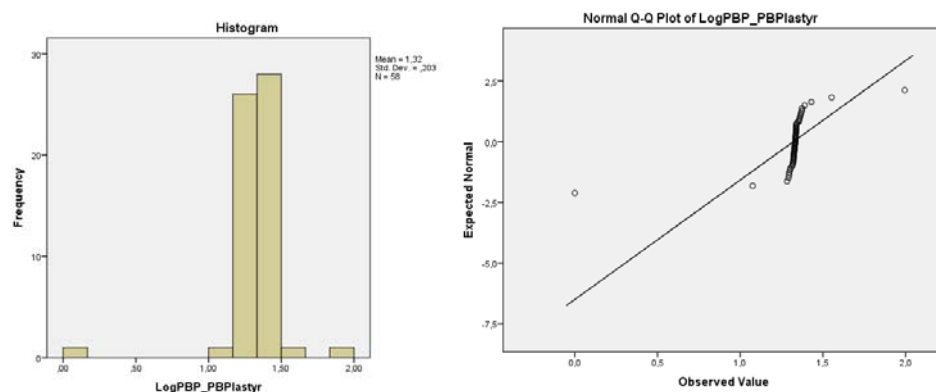 Histogram
Mean = 1,32
Std. Dev. = ,203
N = 58
30
20
10
0
Frequency
,00
,50
1,00
1,50
2,00
LogPBP_PBPlastyr
Normal Q-Q Plot of LogPBP_PBPlastyr
2,5
0,0
-2,5
-5,0
-7,5
Expected Normal
0,0
0,5
1,0
1,5
2,0
Observed Value